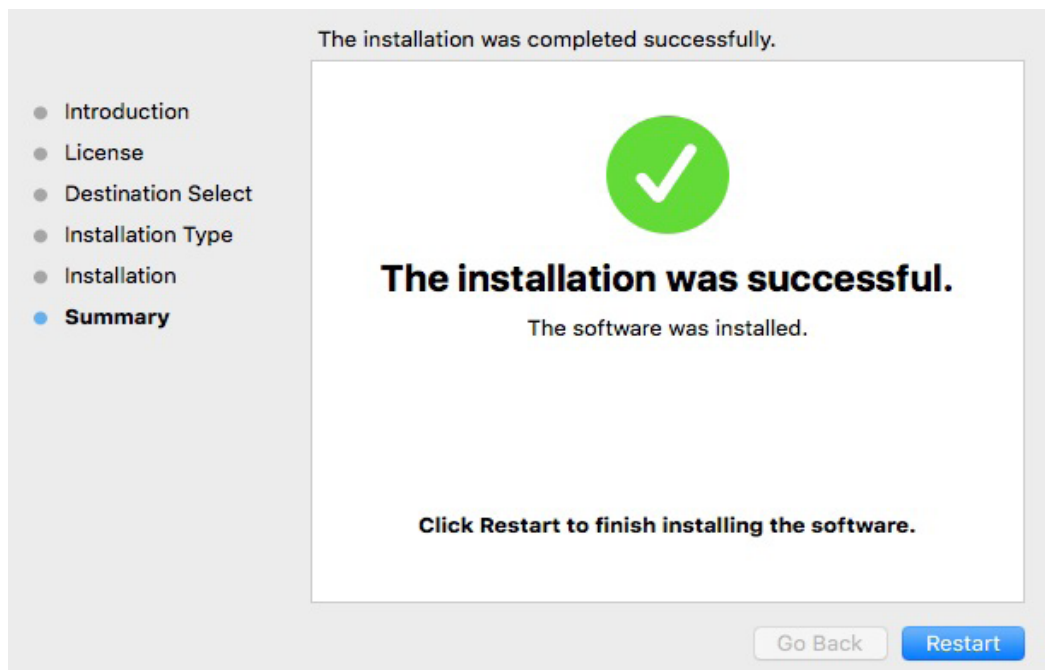 The installation was completed successfully.
Introduction
License
Destination Select
Installation Type
Installation
Summary
The installation was successful.
The software was installed.
Click Restart to finish installing the software.
Go Back
Restart